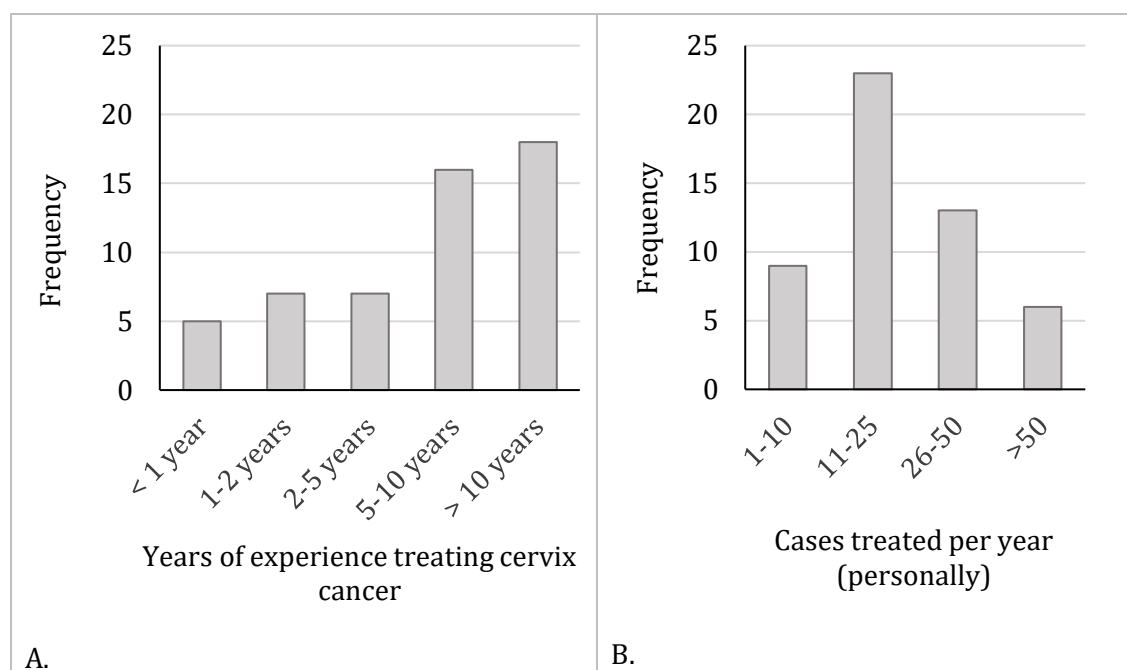 25
20
15
10
5
0
Frequency
< 1 year
1-2 years
2-5 years
5-10 years
> 10 years
Years of experience treating cervix
cancer
A.
25
20
15
10
5
0
Frequency
1-10
11-25
26-50
>50
Cases treated per year
(personally)
B.